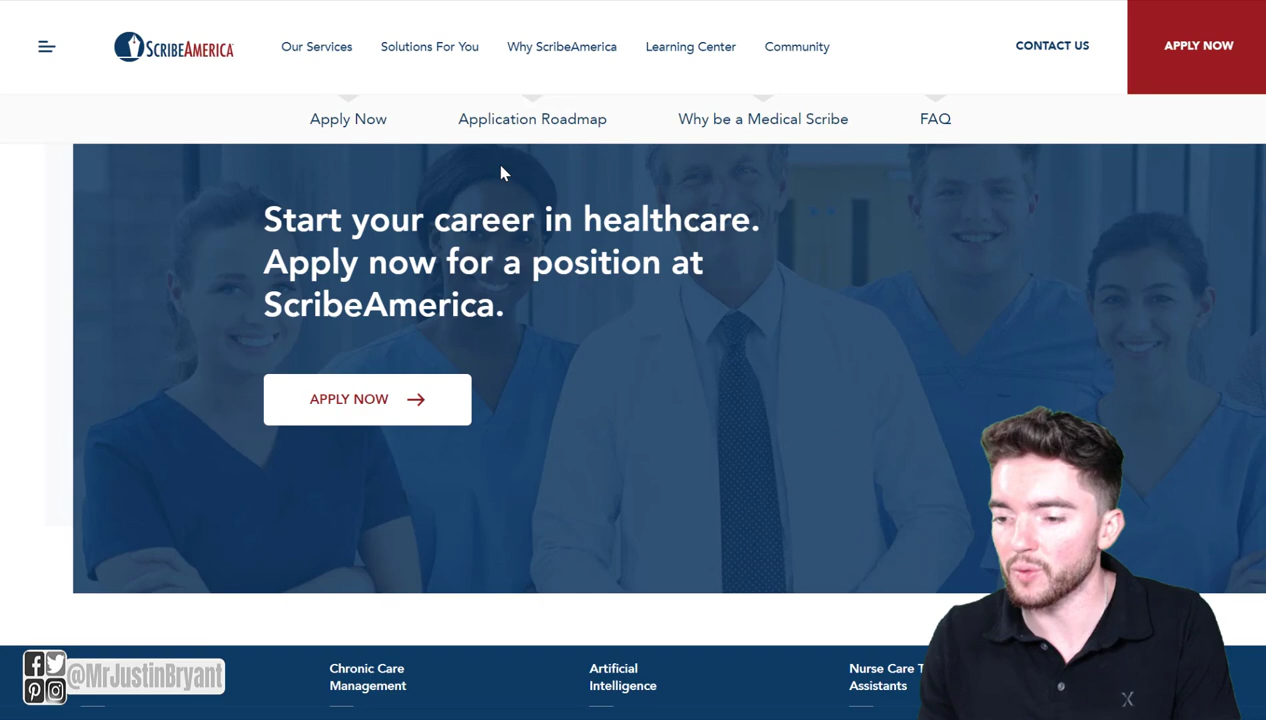 SCRIBEAMERICA
Our Services
Solutions For You
Why ScribeAmerica
Learning Center
Community
CONTACT US
APPLY NOW
Apply Now
Application Roadmap
Why be a Medical Scribe
FAQ
Start your career in healthcare.
Apply now for a position at
ScribeAmerica.
APPLY NOW
@MrJustinBryant
Chronic Care
Management
Artificial
Intelligence
Nurse Care
Assistants